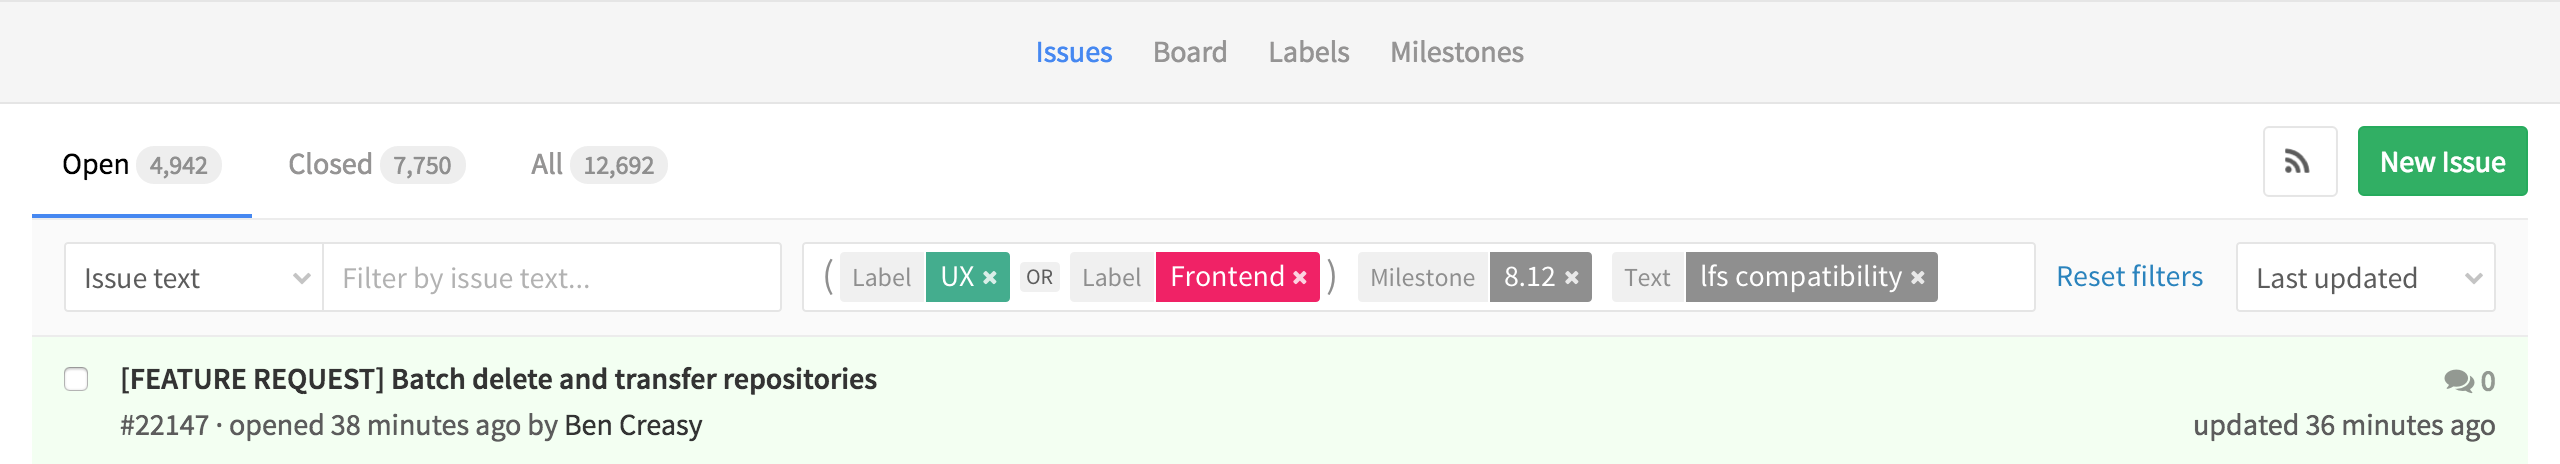 Issues Board Labels Milestones
Open 4,942 Closed 7,750 All 12,692
New Issue
Issue text Filter by issue text... ( Label UX × OR Label Frontend × ) Milestone 8.12 × Text lfs compatibility × Reset filters Last updated
[FEATURE REQUEST] Batch delete and transfer repositories 0
#22147 · opened 38 minutes ago by Ben Creasy updated 36 minutes ago